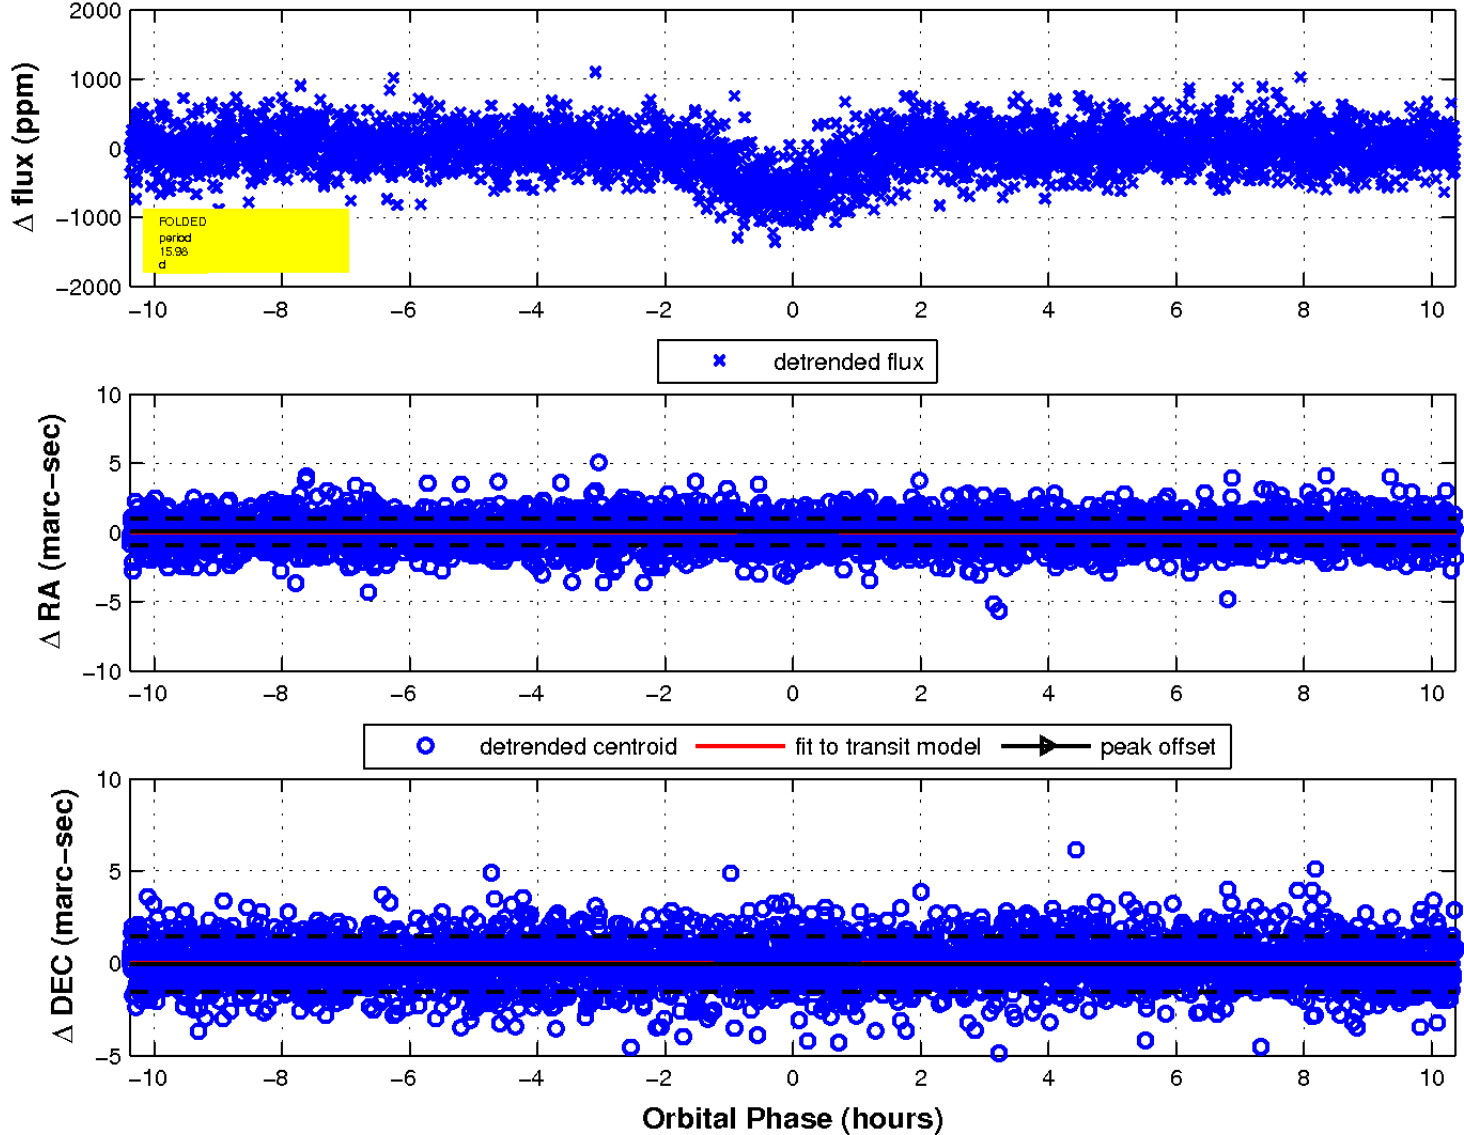 2000
1000
0
−1000
−2000
Δ flux (ppm)
FOLDED
period
15.98
d
−10 −8 −6 −4 −2 0 2 4 6 8 10
detrended flux
10
5
0
−5
−10
Δ RA (marc−sec)
−10 −8 −6 −4 −2 0 2 4 6 8 10
detrended centroid fit to transit model peak offset
10
5
0
−5
Δ DEC (marc−sec)
−10 −8 −6 −4 −2 0 2 4 6 8 10
Orbital Phase (hours)